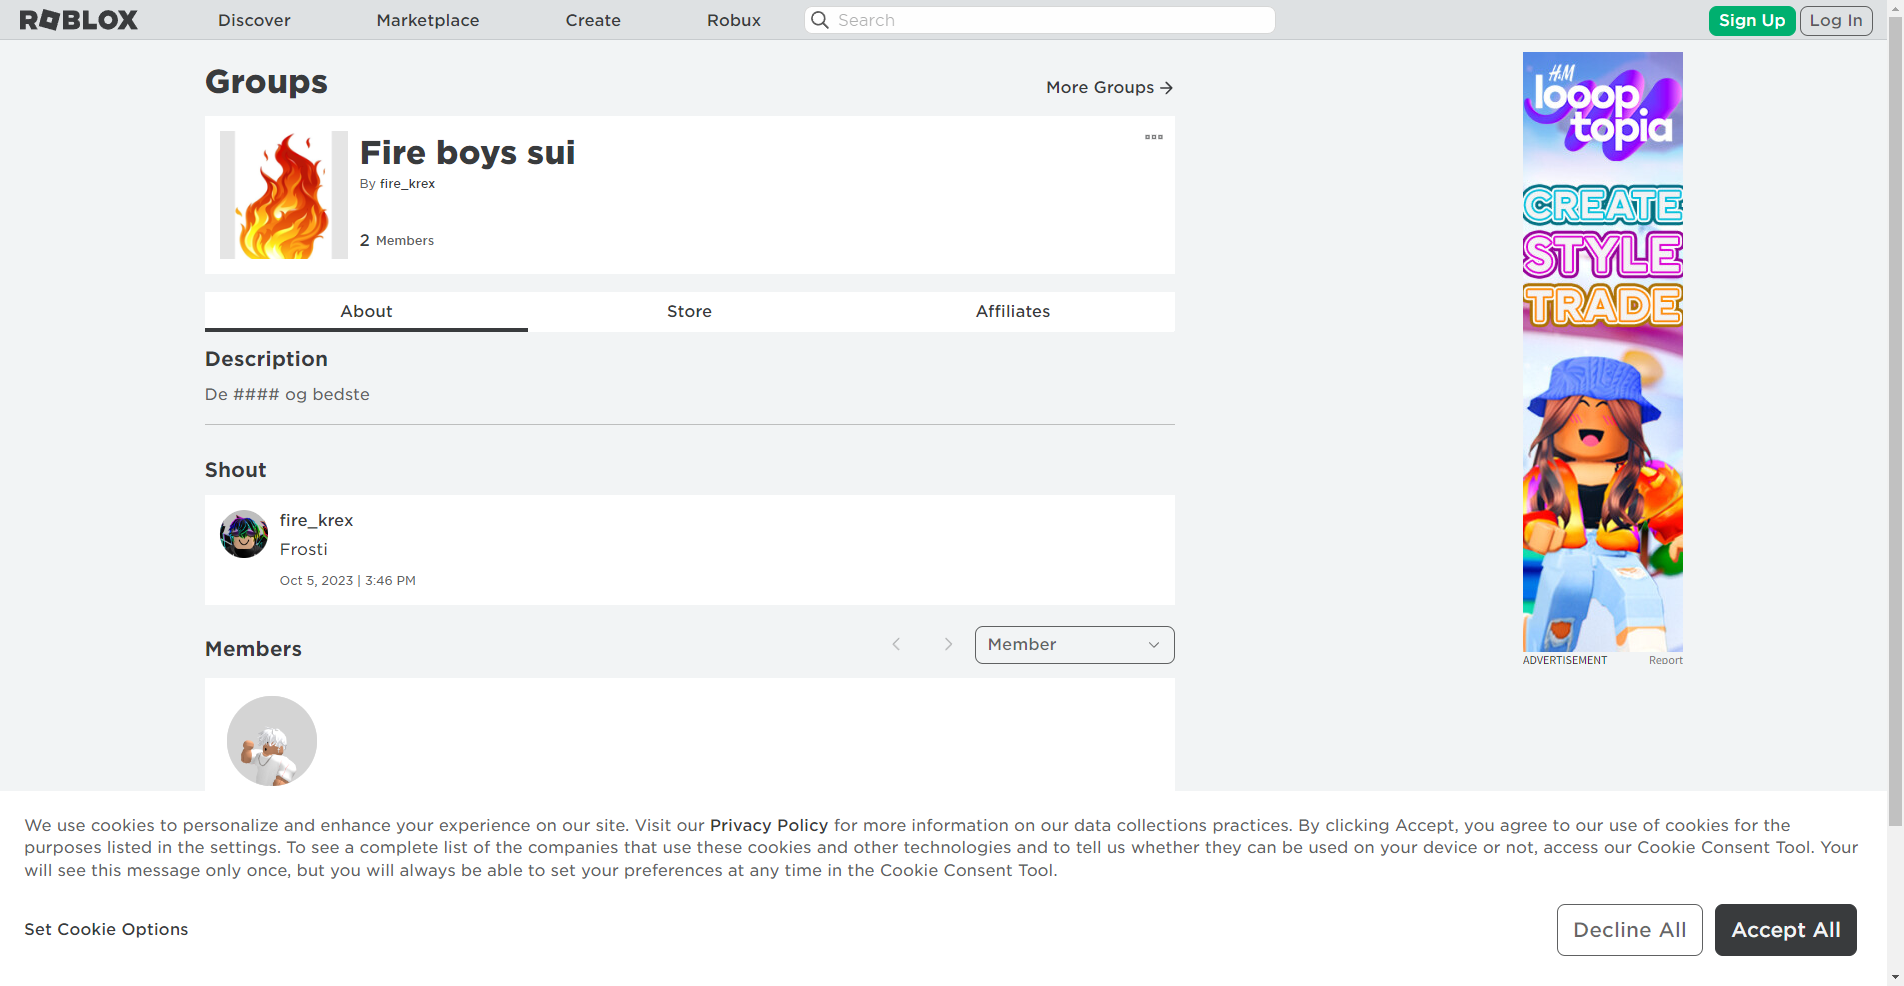 ROBLOX Discover Marketplace Create Robux Search Sign Up Log In
Groups
More Groups
Fire boys sui
By fire_krex
2 Members
About Store Affiliates
Description
De #### og bedste
Shout
fire_krex
Frosti
Oct 5, 2023 | 3:46 PM
Members
Member
H&M
looop
topia
CREATE
STYLE
TRADE
ADVERTISEMENT Report
We use cookies to personalize and enhance your experience on our site. Visit our Privacy Policy for more information on our data collections practices. By clicking Accept, you agree to our use of cookies for the
purposes listed in the settings. To see a complete list of the companies that use these cookies and other technologies and to tell us whether they can be used on your device or not, access our Cookie Consent Tool. Your
will see this message only once, but you will always be able to set your preferences at any time in the Cookie Consent Tool.
Set Cookie Options
Decline All
Accept All